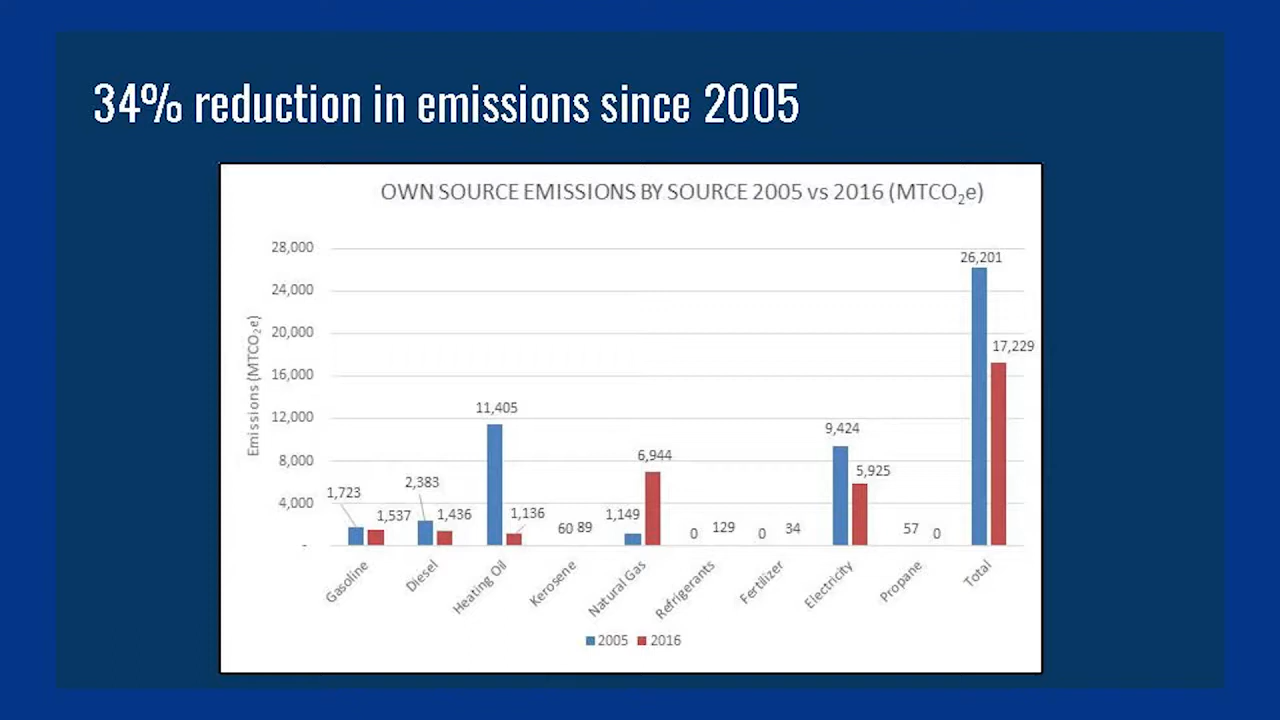 34% reduction in emissions since 2005
OWN SOURCE EMISSIONS BY SOURCE 2005 vs 2016 (MTCO₂e)
Emissions (MTCO₂e)
28,000
24,000
20,000
16,000
12,000
8,000
4,000
-
1,723
1,537
2,383
1,436
11,405
1,136
60
89
1,149
6,944
0
129
0
34
9,424
5,925
57
0
26,201
17,229
Gasoline
Diesel
Heating Oil
Kerosene
Natural Gas
Refrigerants
Fertilizer
Electricity
Propane
Total
2005 2016